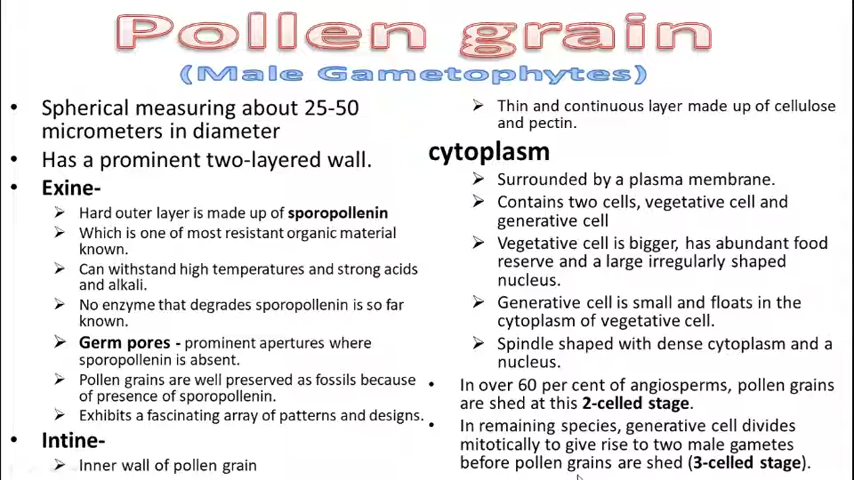 Pollen grain
(Male Gametophytes)
• Spherical measuring about 25-50
micrometers in diameter
• Has a prominent two-layered wall.
• Exine-
➢ Hard outer layer is made up of sporopollenin
➢ Which is one of most resistant organic material
known.
➢ Can withstand high temperatures and strong acids
and alkali.
➢ No enzyme that degrades sporopollenin is so far
known.
➢ Germ pores - prominent apertures where
sporopollenin is absent.
➢ Pollen grains are well preserved as fossils because
of presence of sporopollenin.
➢ Exhibits a fascinating array of patterns and designs.
• Intine-
➢ Inner wall of pollen grain
➢ Thin and continuous layer made up of cellulose
and pectin.
cytoplasm
➢ Surrounded by a plasma membrane.
➢ Contains two cells, vegetative cell and
generative cell
➢ Vegetative cell is bigger, has abundant food
reserve and a large irregularly shaped
nucleus.
➢ Generative cell is small and floats in the
cytoplasm of vegetative cell.
➢ Spindle shaped with dense cytoplasm and a
nucleus.
• In over 60 per cent of angiosperms, pollen grains
are shed at this 2-celled stage.
• In remaining species, generative cell divides
mitotically to give rise to two male gametes
before pollen grains are shed (3-celled stage).